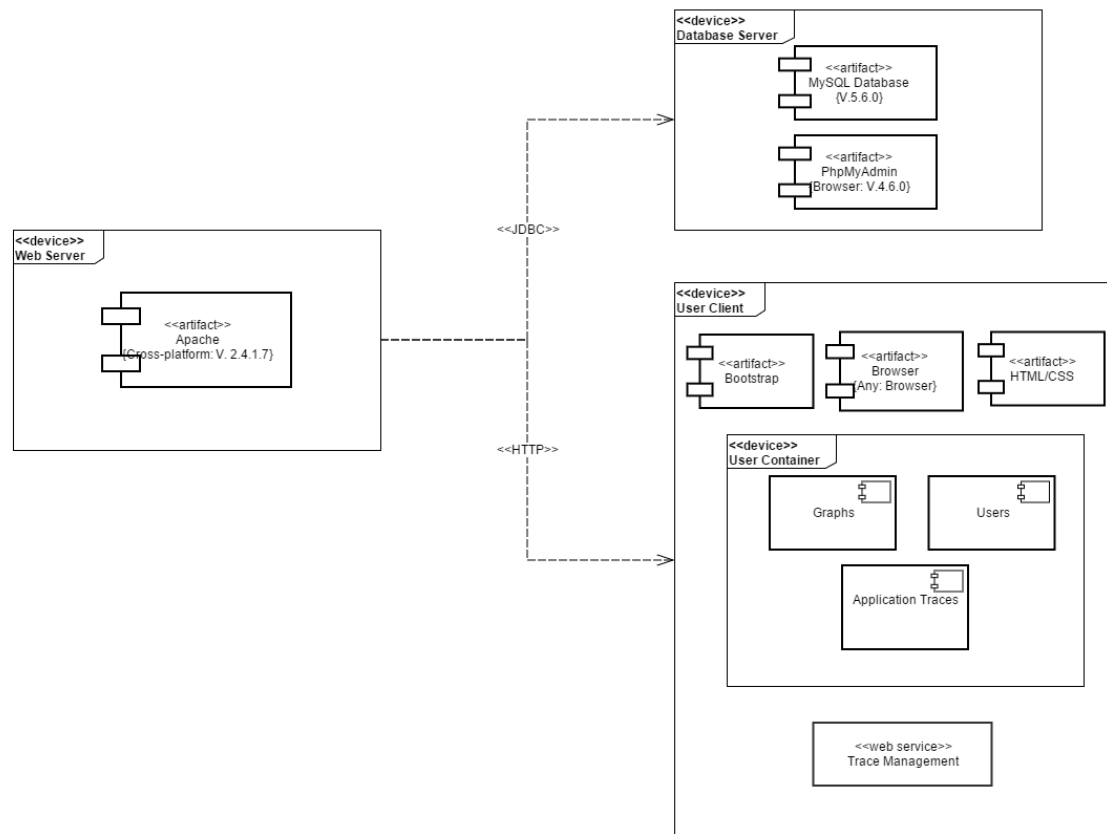 <<device>>
Database Server
<<artifact>>
MySQL Database
{V.5.6.0}
<<artifact>>
PhpMyAdmin
{Browser: V.4.6.0}
<<JDBC>>
<<device>>
Web Server
<<artifact>>
Apache
{Cross-platform: V. 2.4.1.7}
<<HTTP>>
<<device>>
User Client
<<artifact>>
Bootstrap
<<artifact>>
Browser
{Any: Browser}
<<artifact>>
HTML/CSS
<<device>>
User Container
Graphs
Users
Application Traces
<<web service>>
Trace Management